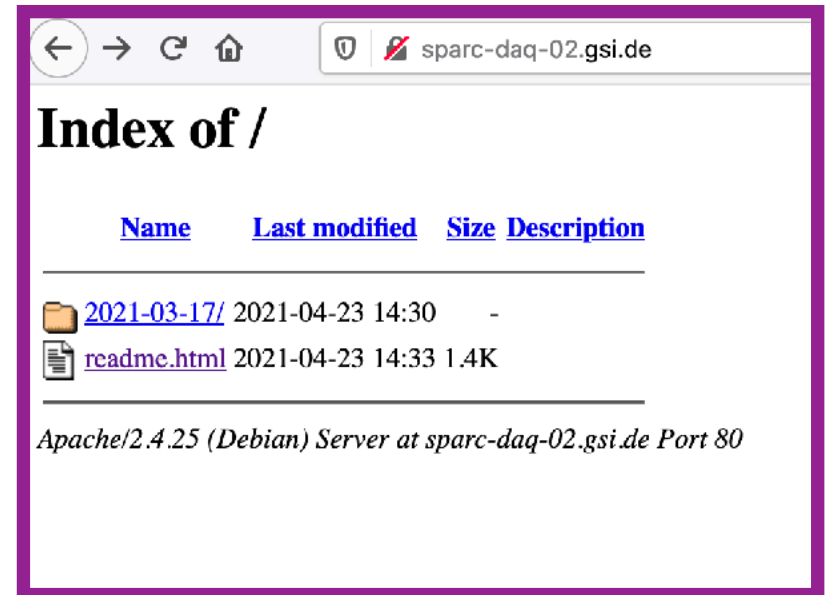 sparc-daq-02.gsi.de
Index of /
Name Last modified Size Description
2021-03-17/ 2021-04-23 14:30 -
readme.html 2021-04-23 14:33 1.4K
Apache/2.4.25 (Debian) Server at sparc-daq-02.gsi.de Port 80